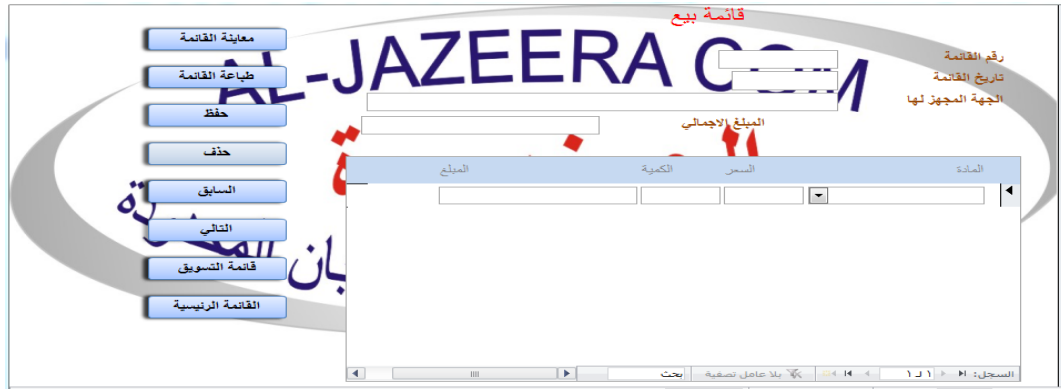 قائمة بيع
رقم القائمة
تاريخ القائمة
الجهة المجهز لها
المبلغ الاجمالي
معاينة القائمة
طباعة القائمة
حفظ
حذف
السابق
التالي
قائمة التسويق
القائمة الرئيسية
AL-JAZEERA COM
المادة السعر الكمية المبلغ
السجل: ١ لـ ١ بلا عامل تصفية بحث